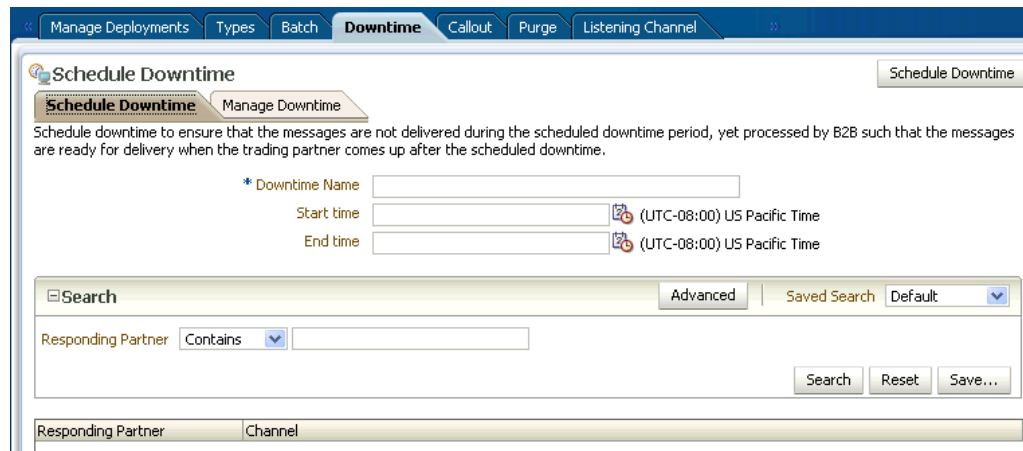 Manage Deployments Types Batch Downtime Callout Purge Listening Channel
Schedule Downtime Schedule Downtime
Schedule Downtime Manage Downtime
Schedule downtime to ensure that the messages are not delivered during the scheduled downtime period, yet processed by B2B such that the messages
are ready for delivery when the trading partner comes up after the scheduled downtime.
* Downtime Name
Start time (UTC-08:00) US Pacific Time
End time (UTC-08:00) US Pacific Time
Search Advanced Saved Search Default
Responding Partner Contains
Search Reset Save...
Responding Partner Channel